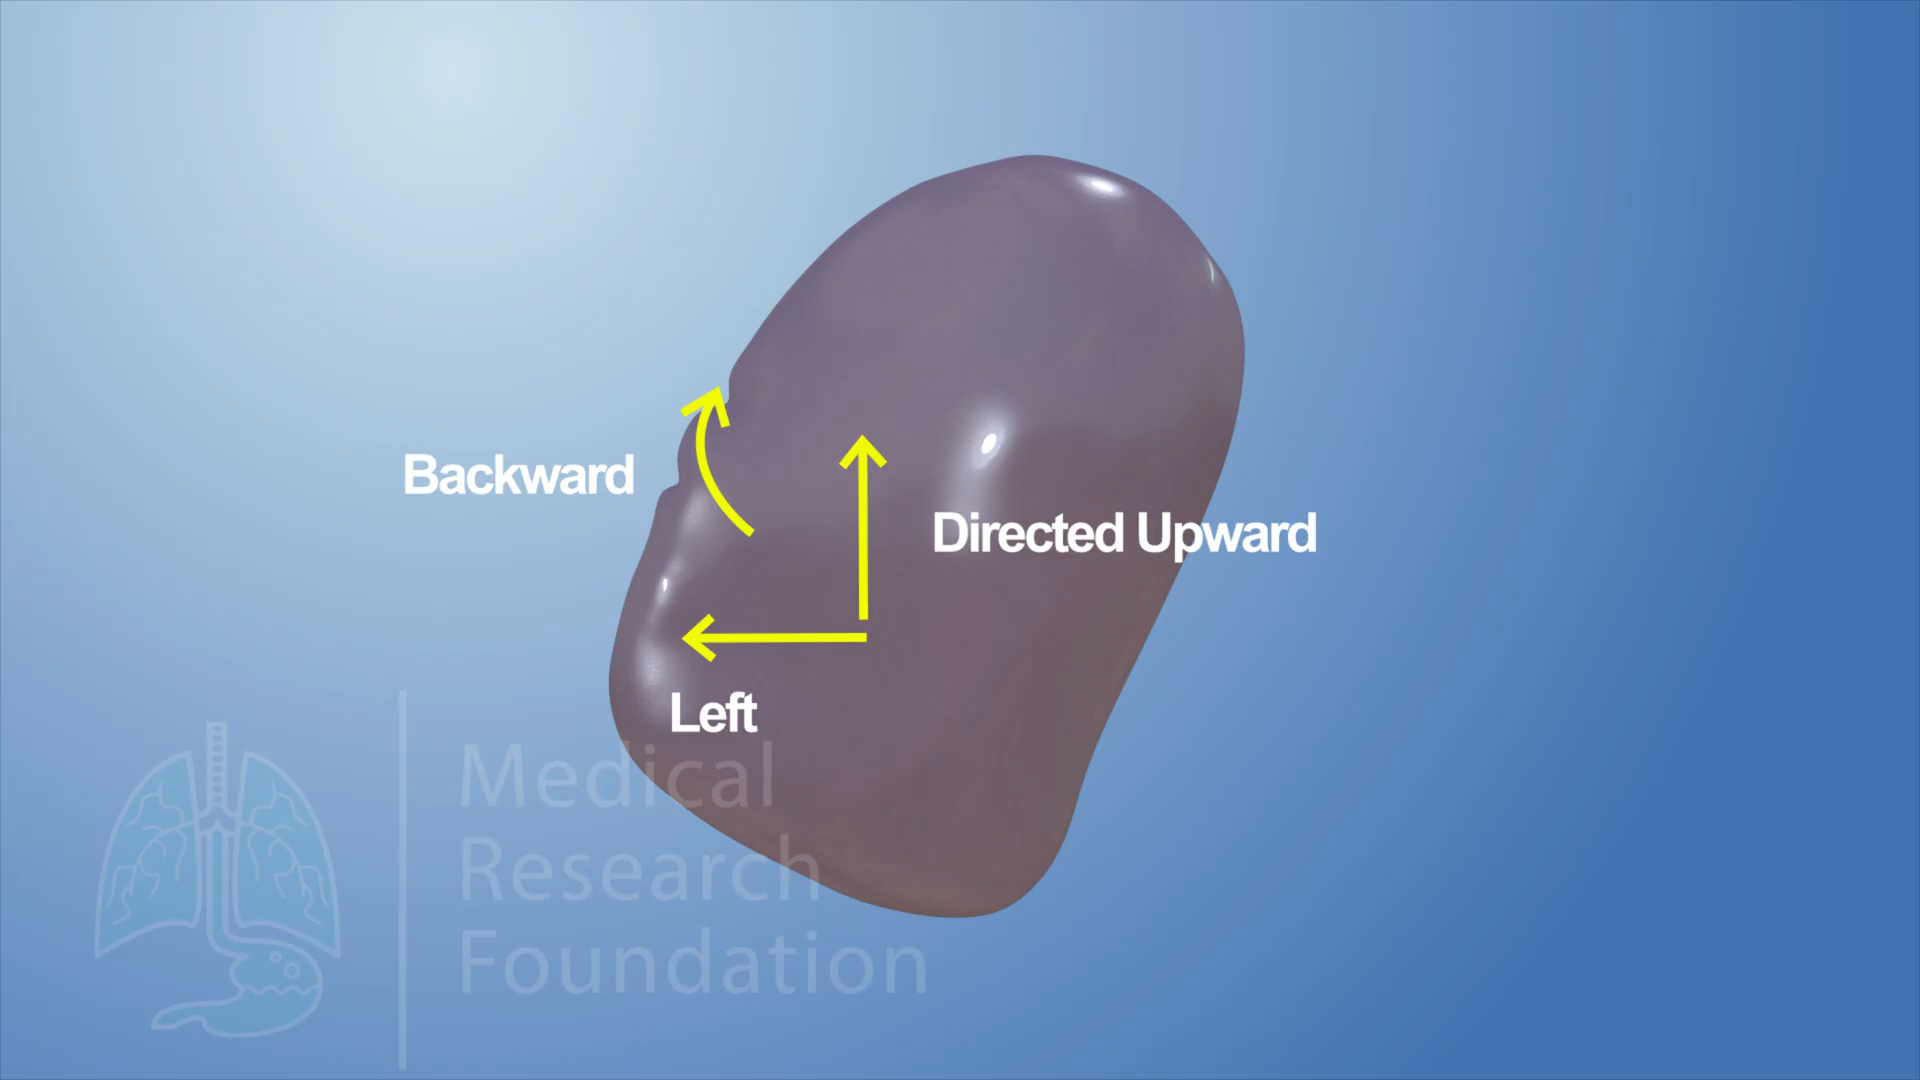 Backward
Directed Upward
Left
Medical
Research
Foundation